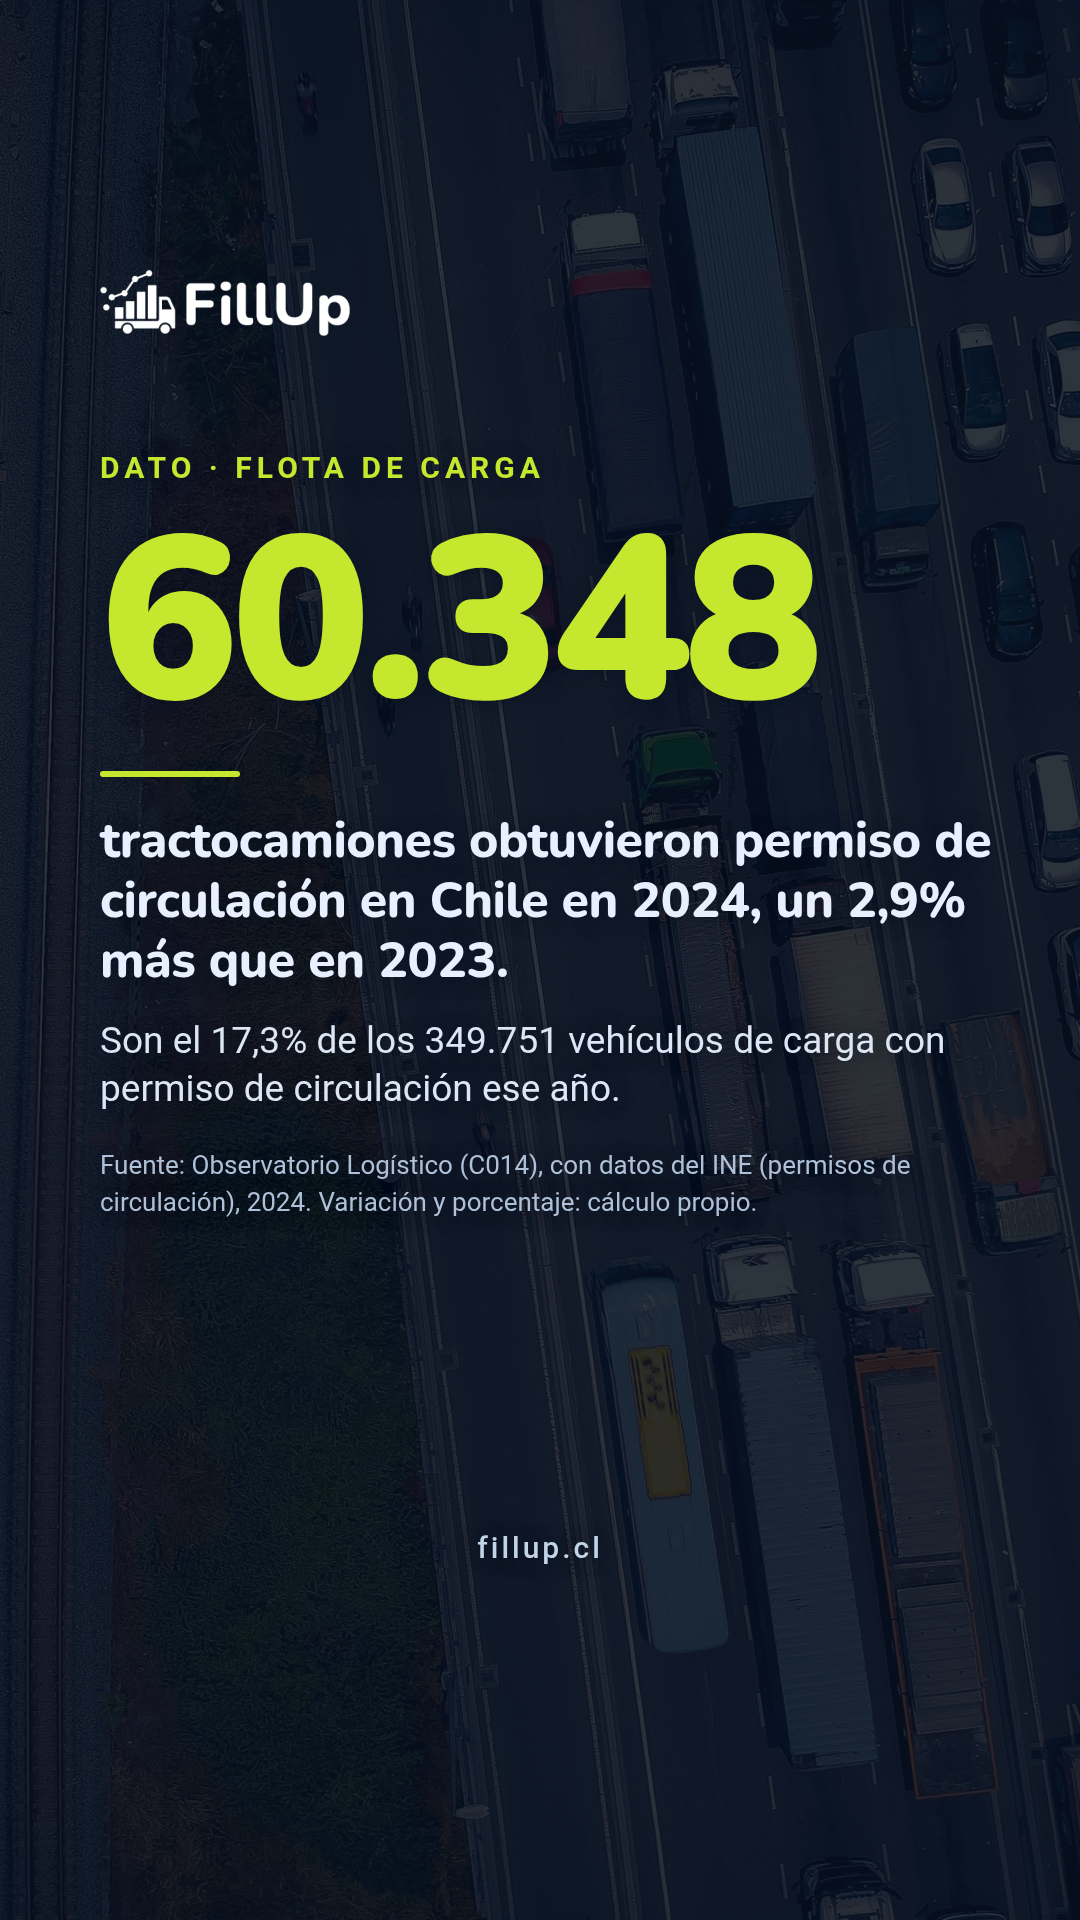 FillUp
DATO · FLOTA DE CARGA
60.348
tractocamiones obtuvieron permiso de
circulación en Chile en 2024, un 2,9%
más que en 2023.
Son el 17,3% de los 349.751 vehículos de carga con
permiso de circulación ese año.
Fuente: Observatorio Logístico (C014), con datos del INE (permisos de
circulación), 2024. Variación y porcentaje: cálculo propio.
fillup.cl